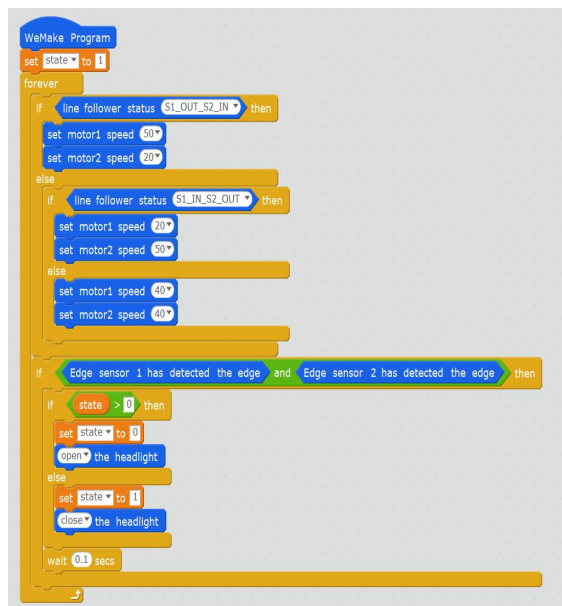 WeMake Program
set state to 1
forever
if line follower status S1_OUT_S2_IN then
set motor1 speed 50
set motor2 speed 20
else
if line follower status S1_IN_S2_OUT then
set motor1 speed 20
set motor2 speed 50
else
set motor1 speed 40
set motor2 speed 40
if Edge sensor 1 has detected the edge and Edge sensor 2 has detected the edge then
if state > 0 then
set state to 0
open the headlight
else
set state to 1
close the headlight
wait 0.1 secs